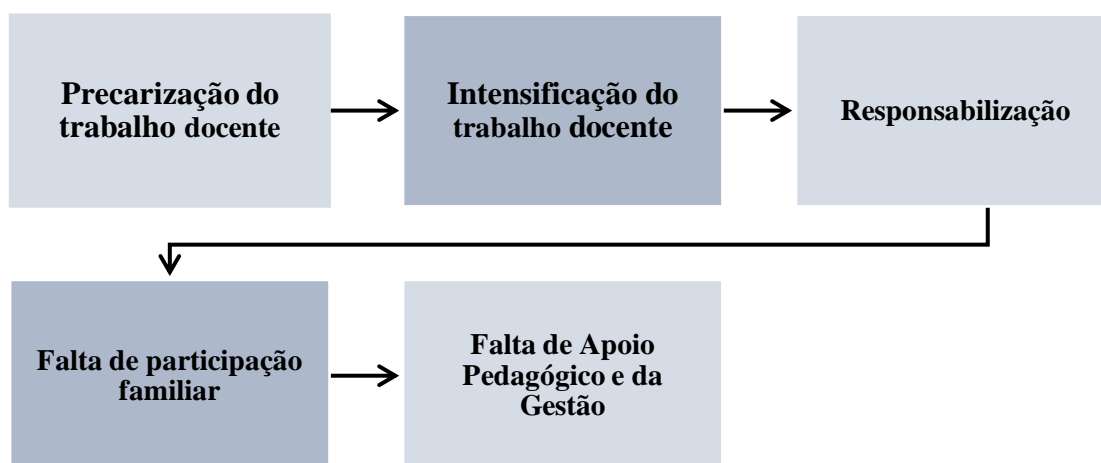 Precarização do
trabalho docente
Intensificação do
trabalho docente
Responsabilização
Falta de participação
familiar
Falta de Apoio
Pedagógico e da
Gestão